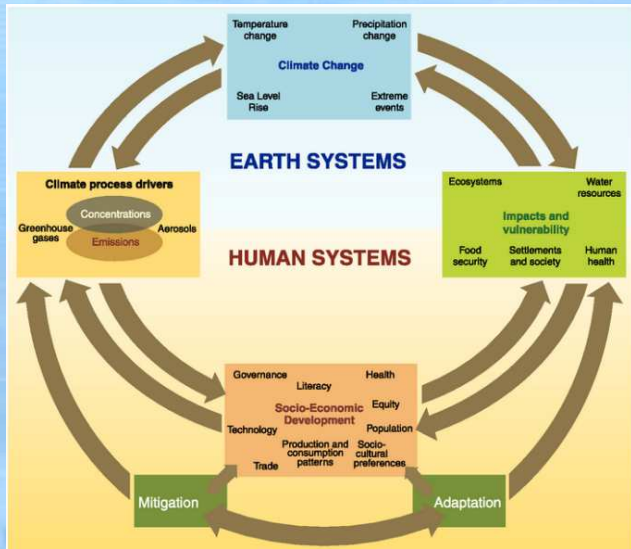 Temperature
change
Precipitation
change
Climate Change
Sea Level
Rise
Extreme
events
EARTH SYSTEMS
Climate process drivers
Concentrations
Greenhouse
gases
Aerosols
Emissions
Ecosystems
Water
resources
Impacts and
vulnerability
Food
security
Settlements
and society
Human
health
HUMAN SYSTEMS
Governance
Health
Literacy
Equity
Socio-Economic
Development
Technology
Population
Production and
consumption
patterns
Socio-
cultural
preferences
Trade
Mitigation
Adaptation